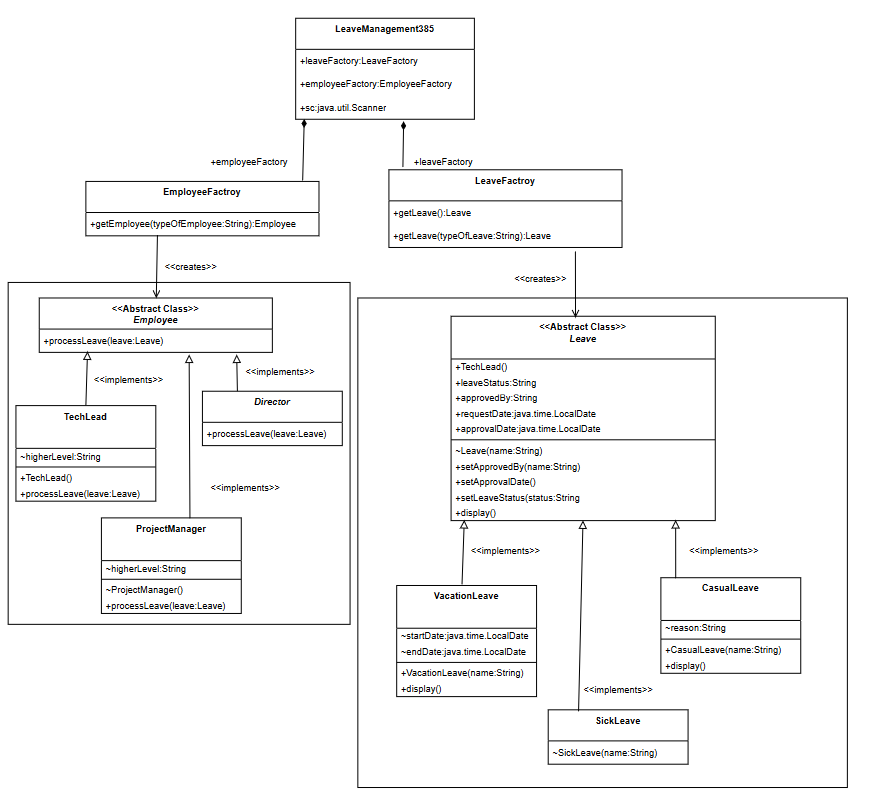 LeaveManagement385
+leaveFactory:LeaveFactory
+employeeFactory:EmployeeFactory
+sc:java.util.Scanner
+employeeFactory
+leaveFactory
EmployeeFactroy
+getEmployee(typeOfEmployee:String):Employee
LeaveFactroy
+getLeave():Leave
+getLeave(typeOfLeave:String):Leave
<<creates>>
<<creates>>
<<Abstract Class>>
Employee
+processLeave(leave:Leave)
<<implements>>
<<implements>>
TechLead
~higherLevel:String
+TechLead()
+processLeave(leave:Leave)
Director
+processLeave(leave:Leave)
<<implements>>
ProjectManager
~higherLevel:String
~ProjectManager()
+processLeave(leave:Leave)
<<Abstract Class>>
Leave
+TechLead()
+leaveStatus:String
+approvedBy:String
+requestDate:java.time.LocalDate
+approvalDate:java.time.LocalDate
~Leave(name:String)
+setApprovedBy(name:String)
+setApprovalDate()
+setLeaveStatus(status:String
+display()
<<implements>>
<<implements>>
VacationLeave
~startDate:java.time.LocalDate
~endDate:java.time.LocalDate
+VacationLeave(name:String)
+display()
CasualLeave
~reason:String
+CasualLeave(name:String)
+display()
<<implements>>
SickLeave
~SickLeave(name:String)